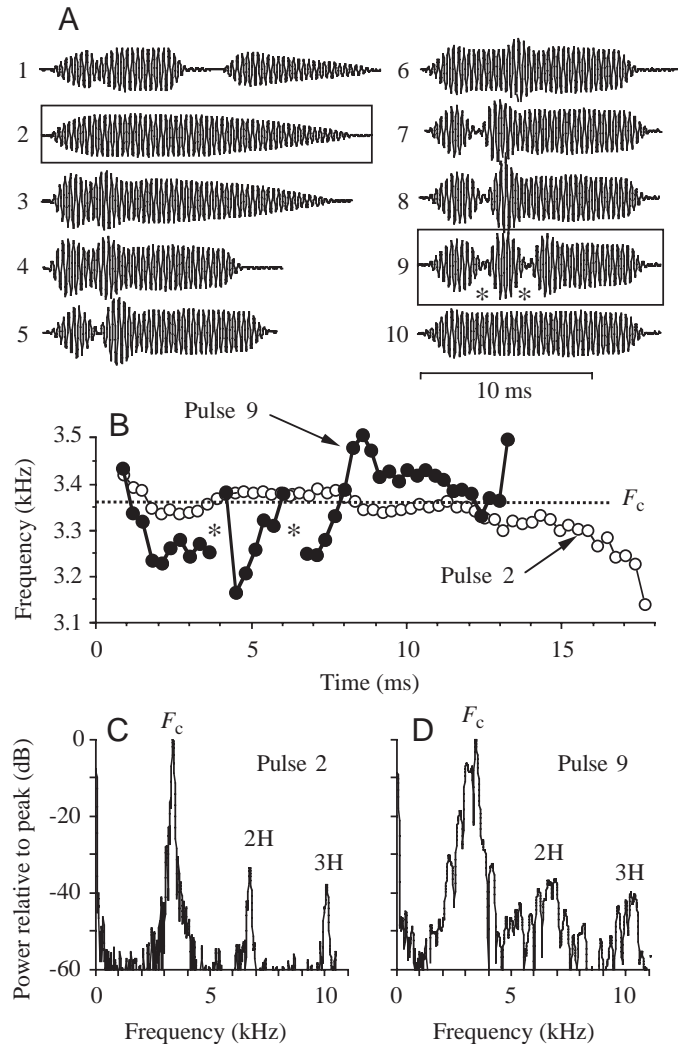 A
1
2
3
4
5
6
7
8
9
* *
10
10 ms
B
Pulse 9
3.5
3.4
3.3
3.2
3.1
Frequency (kHz)
* *
Fc
Pulse 2
0 5 10 15
Time (ms)
C
Fc
Pulse 2
2H
3H
0
-20
-40
-60
Power relative to peak (dB)
0 5 10
Frequency (kHz)
D
Fc
Pulse 9
2H
3H
0 5 10
Frequency (kHz)